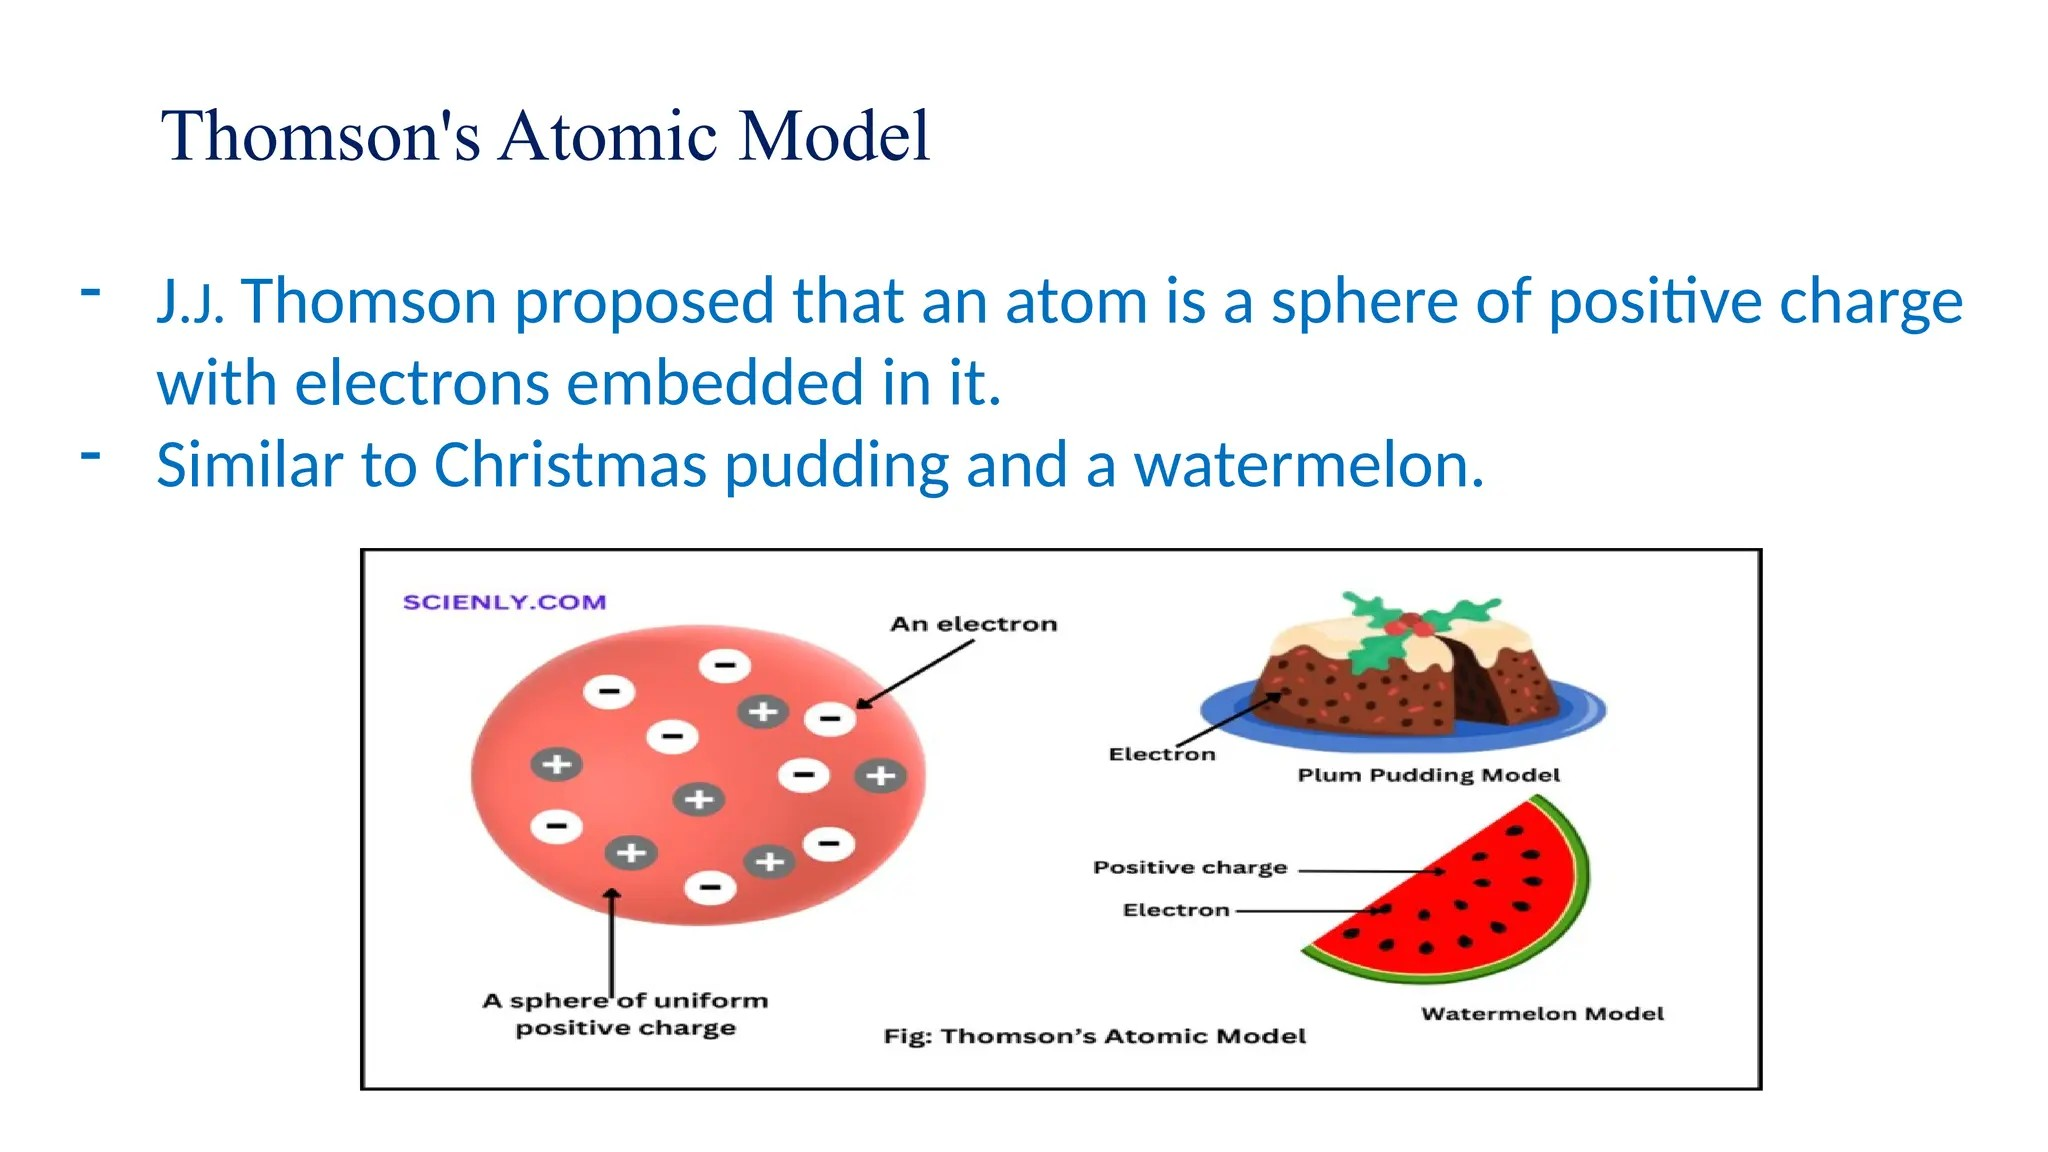 Thomson's Atomic Model
- J.J. Thomson proposed that an atom is a sphere of positive charge
with electrons embedded in it.
- Similar to Christmas pudding and a watermelon.
SCIENLY.COM
An electron
Electron
Plum Pudding Model
Positive charge
Electron
A sphere of uniform
positive charge
Watermelon Model
Fig: Thomson’s Atomic Model